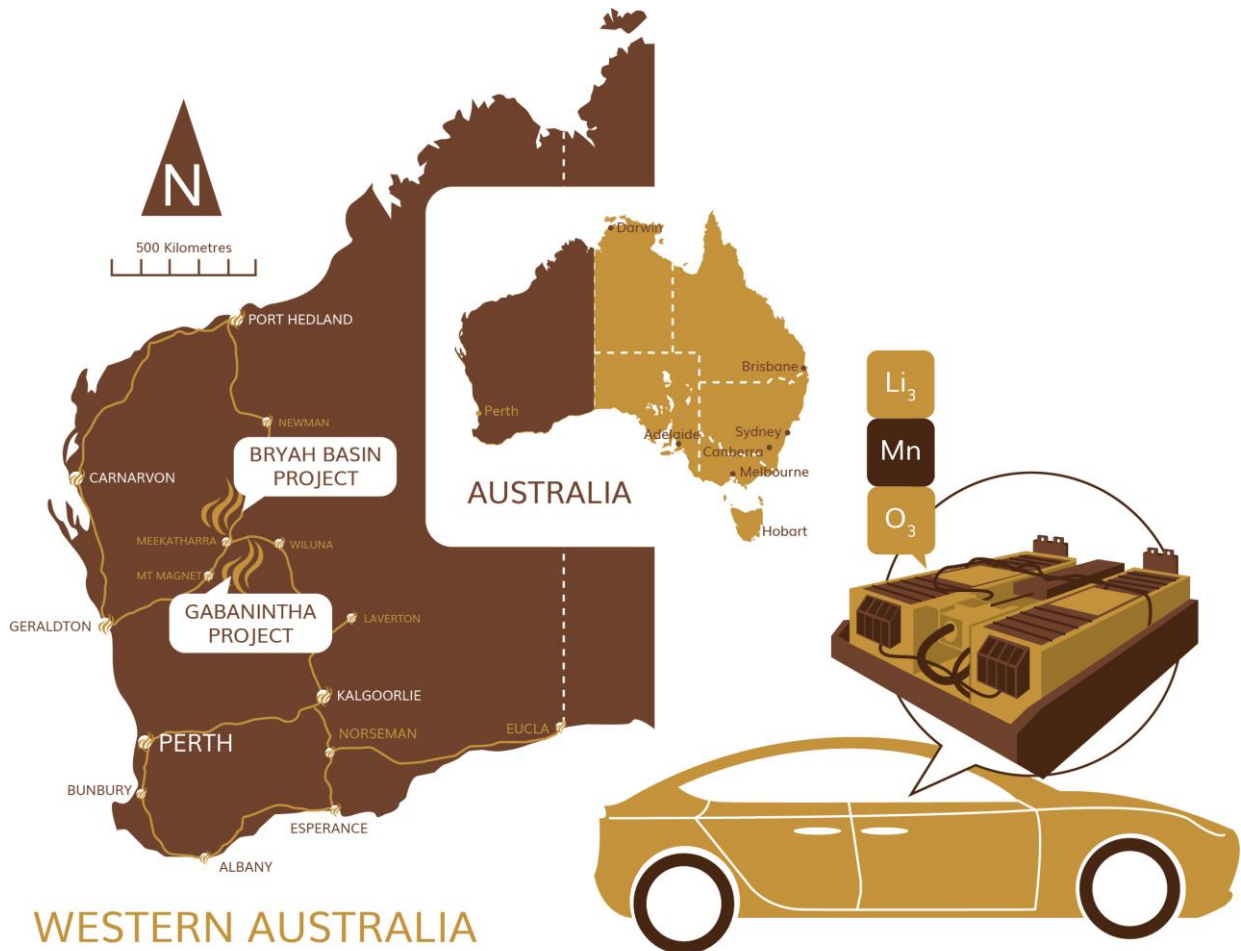 N
500 Kilometres
PORT HEDLAND
NEWMAN
BRYAH BASIN
PROJECT
CARNARVON
MEEKATHARRA
WILUNA
MT MAGNET
GABANINTHA
PROJECT
LAVERTON
GERALDTON
KALGOORLIE
NORSEMAN
EUCLA
PERTH
BUNBURY
ESPERANCE
ALBANY
WESTERN AUSTRALIA
Darwin
Brisbane
Perth
Adelaide
Sydney
Canberra
Melbourne
AUSTRALIA
Hobart
Li3
Mn
O3